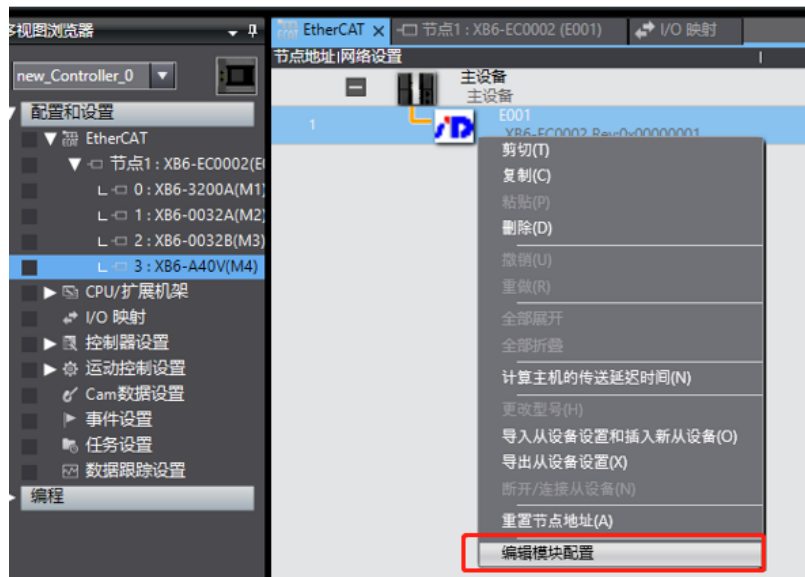 多视图浏览器
EtherCAT
节点1 : XB6-EC0002 (E001)
I/O 映射
节点地址|网络设置
new_Controller_0
主设备
主设备
配置和设置
EtherCAT
节点1 : XB6-EC0002(E
0 : XB6-3200A(M1)
1 : XB6-0032A(M2)
2 : XB6-0032B(M3)
3 : XB6-A40V(M4)
CPU/扩展机架
I/O 映射
控制器设置
运动控制设置
Cam数据设置
事件设置
任务设置
数据跟踪设置
编程
1
E001
XB6-EC0002 Rev:0x00000001
剪切(T)
复制(C)
粘贴(P)
删除(D)
撤销(U)
重做(R)
全部展开
全部折叠
计算主机的传送延迟时间(N)
更改型号(H)
导入从设备设置和插入新从设备(O)
导出从设备设置(X)
断开/连接从设备(N)
重置节点地址(A)
编辑模块配置